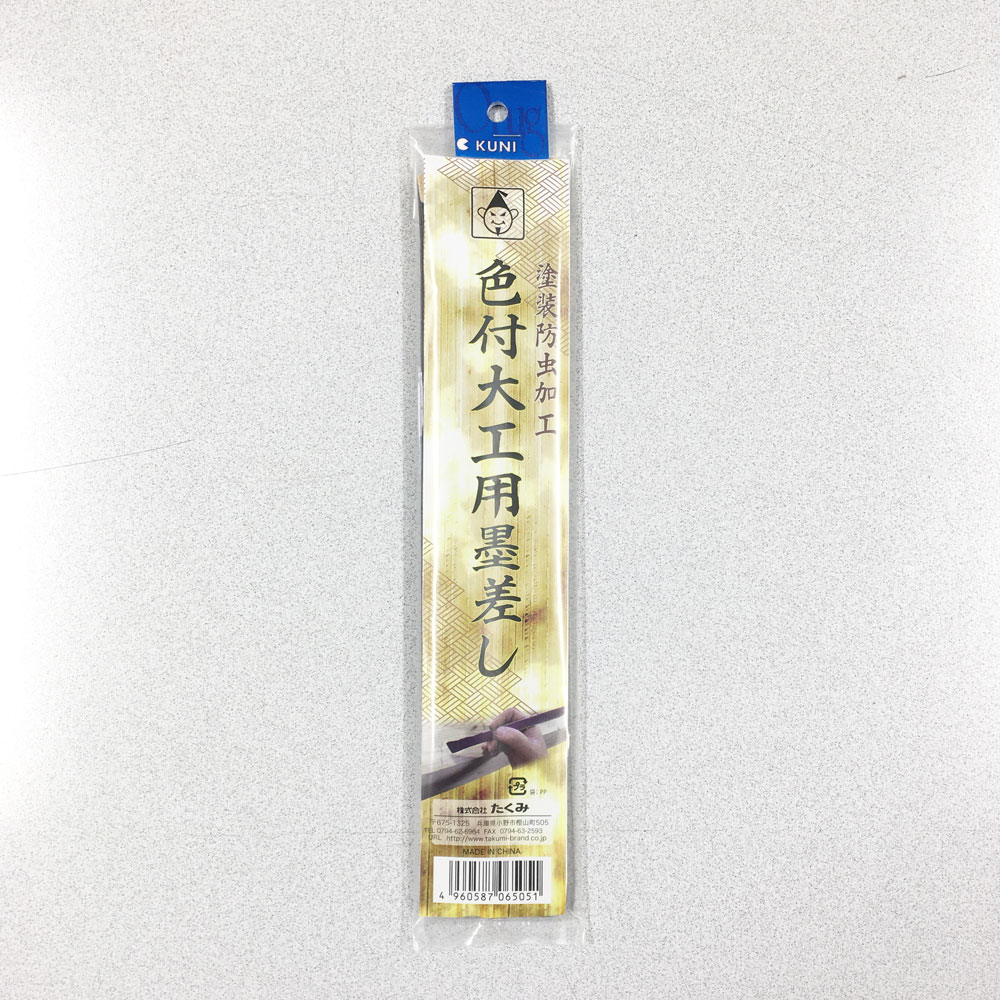 KUNI
塗装防虫加工
色付大工用墨差し
プラ
袋:PP
株式会社 たくみ
〒675-1325 兵庫県小野市樫山町505
TEL 0794-62-6964 FAX 0794-63-2593
URL http://www.takumi-brand.co.jp
MADE IN CHINA
4 960587 065051